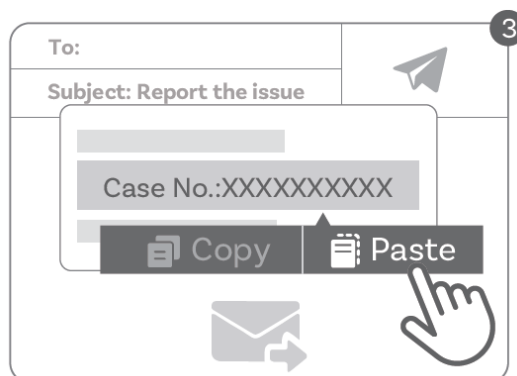 3
To:
Subject: Report the issue
Case No.:XXXXXXXXXX
Copy Paste